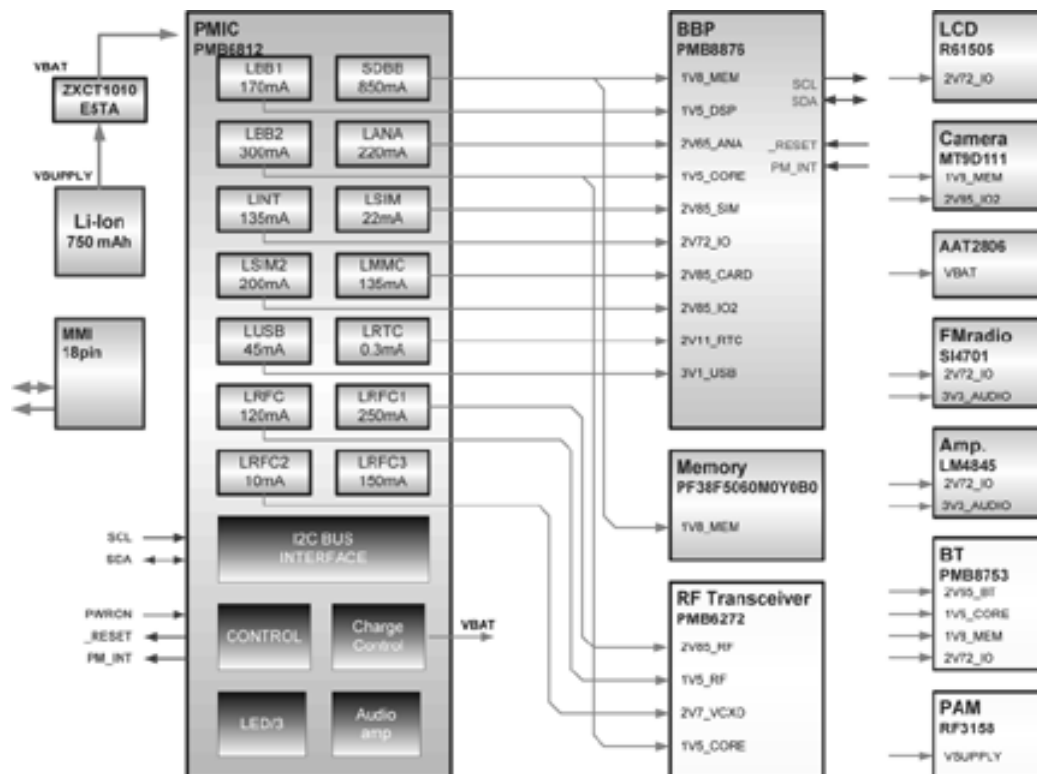 VBAT
ZXCT1010
E5TA
VSUPPLY
Li-Ion
750 mAh
MMI
18pin
SCL
SCA
PWRON
_RESET
PM_INT
PMIC
PMB6812
LBB1
170mA
SDBB
850mA
LBB2
300mA
LANA
220mA
LINT
135mA
LSIM
22mA
LSIM2
200mA
LMMC
135mA
LUSB
45mA
LRTC
0.3mA
LRFC
120mA
LRFC1
250mA
LRFC2
10mA
LRFC3
150mA
I2C BUS
INTERFACE
CONTROL
Charge
Control
VBAT
LED/3
Audio
amp
BBP
PMB8876
1V8_MEM
1V5_DSP
2V65_ANA
1V5_CORE
2V85_SIM
2V72_IO
2V85_CARD
2V85_IO2
2V11_RTC
3V1_USB
SCL
SDA
_RESET
PM_INT
Memory
PF38F5060M0Y0B0
1V8_MEM
RF Transceiver
PMB6272
2V85_RF
1V5_RF
2V7_VCXO
1V5_CORE
LCD
R61505
2V72_IO
Camera
MT9D111
1V8_MEM
2V85_IO2
AAT2806
VBAT
FMradio
SI4701
2V72_IO
3V3_AUDIO
Amp.
LM4845
2V72_IO
3V3_AUDIO
BT
PMB8753
1V5_CORE
1V8_MEM
2V72_IO
PAM
RF3158
VSUPPLY